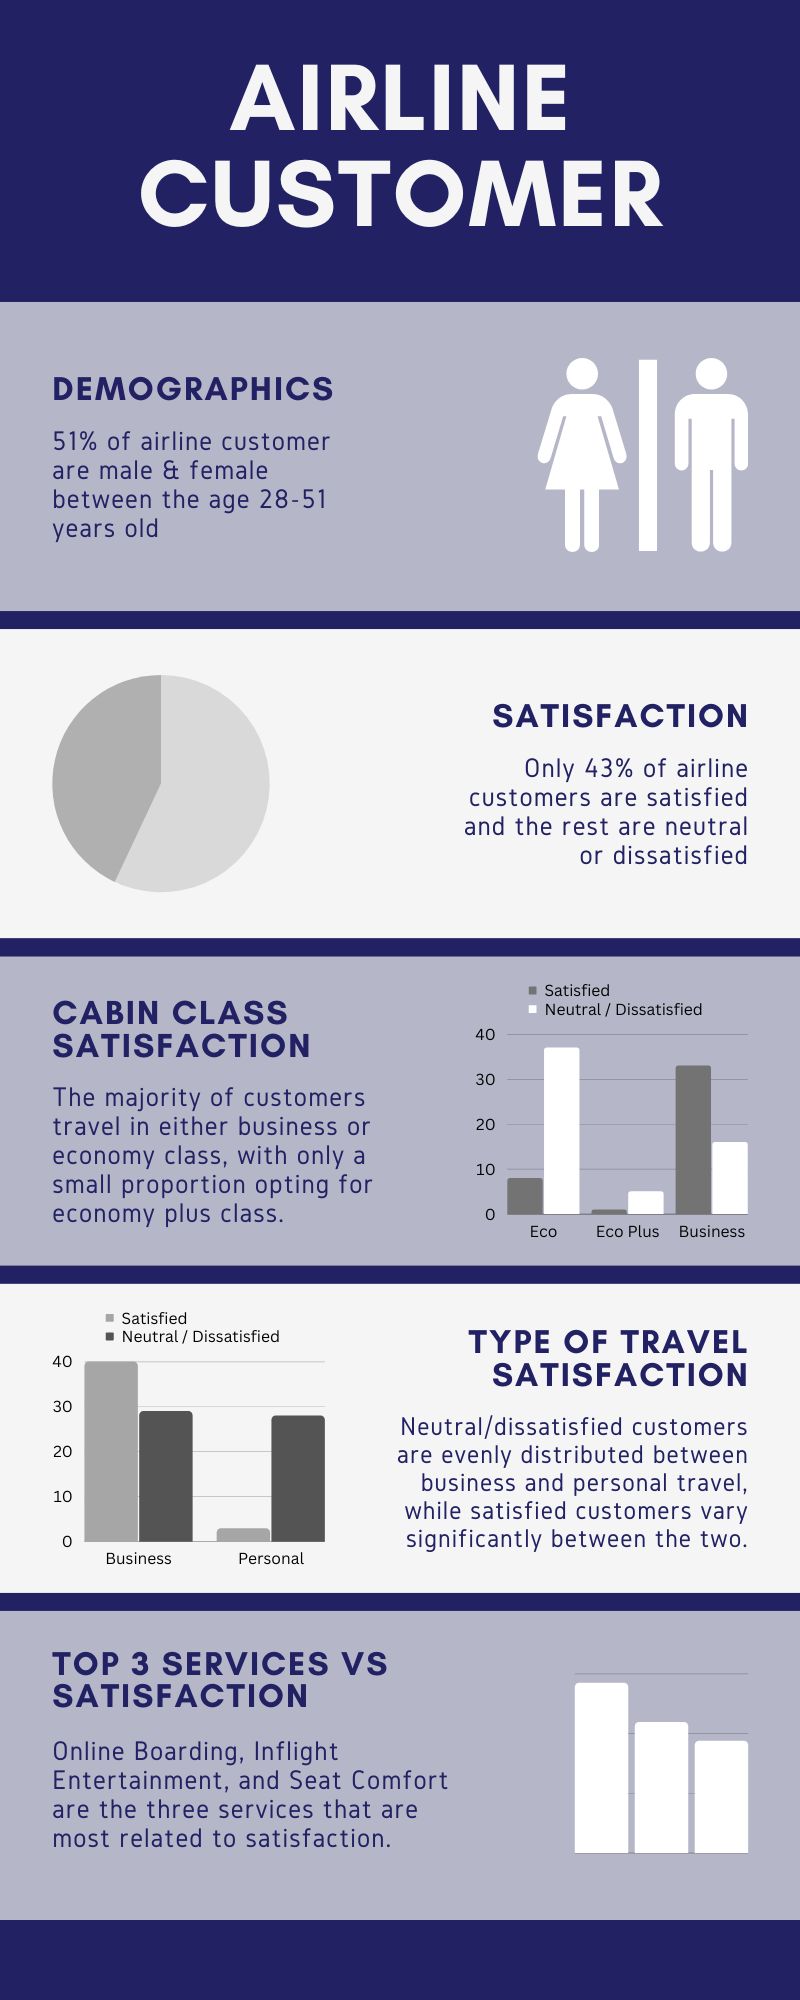 AIRLINE
CUSTOMER
DEMOGRAPHICS
51% of airline customer
are male & female
between the age 28-51
years old
SATISFACTION
Only 43% of airline
customers are satisfied
and the rest are neutral
or dissatisfied
CABIN CLASS
SATISFACTION
The majority of customers
travel in either business or
economy class, with only a
small proportion opting for
economy plus class.
Satisfied
Neutral / Dissatisfied
40
30
20
10
0
Eco Eco Plus Business
Satisfied
Neutral / Dissatisfied
40
30
20
10
0
Business Personal
TYPE OF TRAVEL
SATISFACTION
Neutral/dissatisfied customers
are evenly distributed between
business and personal travel,
while satisfied customers vary
significantly between the two.
TOP 3 SERVICES VS
SATISFACTION
Online Boarding, Inflight
Entertainment, and Seat Comfort
are the three services that are
most related to satisfaction.